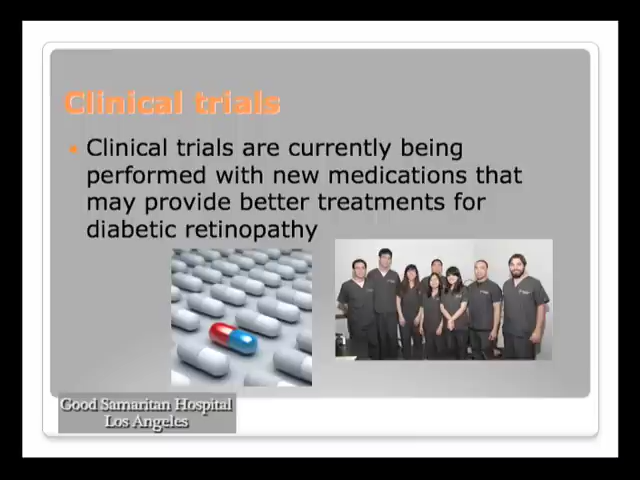 Clinical trials
Clinical trials are currently being
performed with new medications that
may provide better treatments for
diabetic retinopathy
Good Samaritan Hospital
Los Angeles